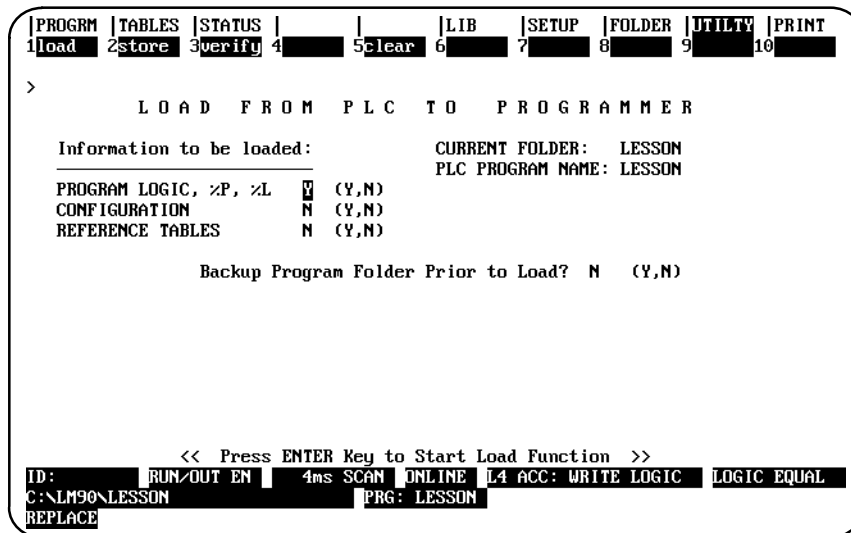 |PROGRM |TABLES |STATUS | | |LIB |SETUP |FOLDER |UTILTY |PRINT
1load 2store 3verify 4 5clear 6 7 8 9 10
>
L O A D F R O M P L C T O P R O G R A M M E R
Information to be loaded: CURRENT FOLDER: LESSON
PLC PROGRAM NAME: LESSON
PROGRAM LOGIC, %P, %L Y (Y,N)
CONFIGURATION N (Y,N)
REFERENCE TABLES N (Y,N)
Backup Program Folder Prior to Load? N (Y,N)
<< Press ENTER Key to Start Load Function >>
ID: RUN/OUT EN 4ms SCAN ONLINE L4 ACC: WRITE LOGIC LOGIC EQUAL
C:\LM90\LESSON PRG: LESSON
REPLACE